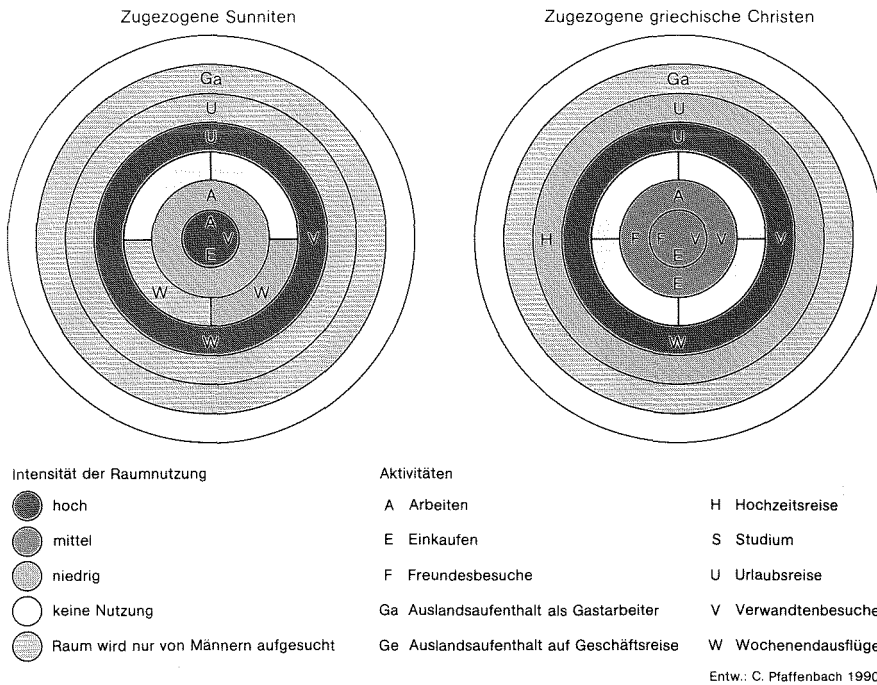 Zugezogene Sunniten
Zugezogene griechische Christen
Ga
U
U
A
A
V
E
V
W
W
W
Ga
U
U
A
H
F
F
V
V
V
E
E
W
Intensität der Raumnutzung
hoch
mittel
niedrig
keine Nutzung
Raum wird nur von Männern aufgesucht
Aktivitäten
A Arbeiten
E Einkaufen
F Freundesbesuche
Ga Auslandsaufenthalt als Gastarbeiter
Ge Auslandsaufenthalt auf Geschäftsreise
H Hochzeitsreise
S Studium
U Urlaubsreise
V Verwandtenbesuche
W Wochenendausflüge
Entw.: C. Pfaffenbach 1990